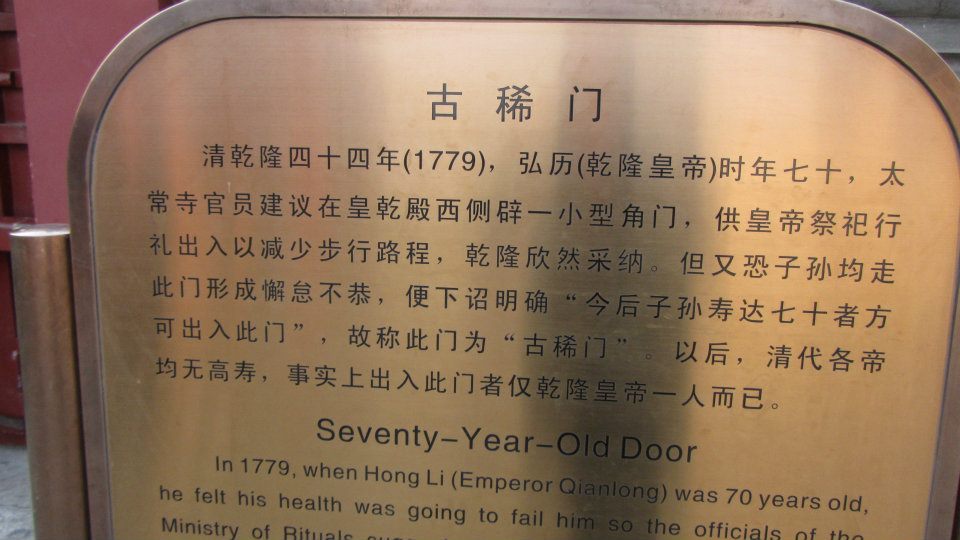 古稀门
清乾隆四十四年(1779)，弘历(乾隆皇帝)时年七十，太
常寺官员建议在皇乾殿西侧辟一小型角门，供皇帝祭祀行
礼出入以减少步行路程，乾隆欣然采纳。但又恐子孙均走
此门形成懈怠不恭，便下诏明确“今后子孙寿达七十者方
可出入此门”，故称此门为“古稀门”。以后，清代各帝
均无高寿，事实上出入此门者仅乾隆皇帝一人而已。
Seventy-Year-Old Door
In 1779, when Hong Li (Emperor Qianlong) was 70 years old,
he felt his health was going to fail him so the officials of the
Ministry of Rituals